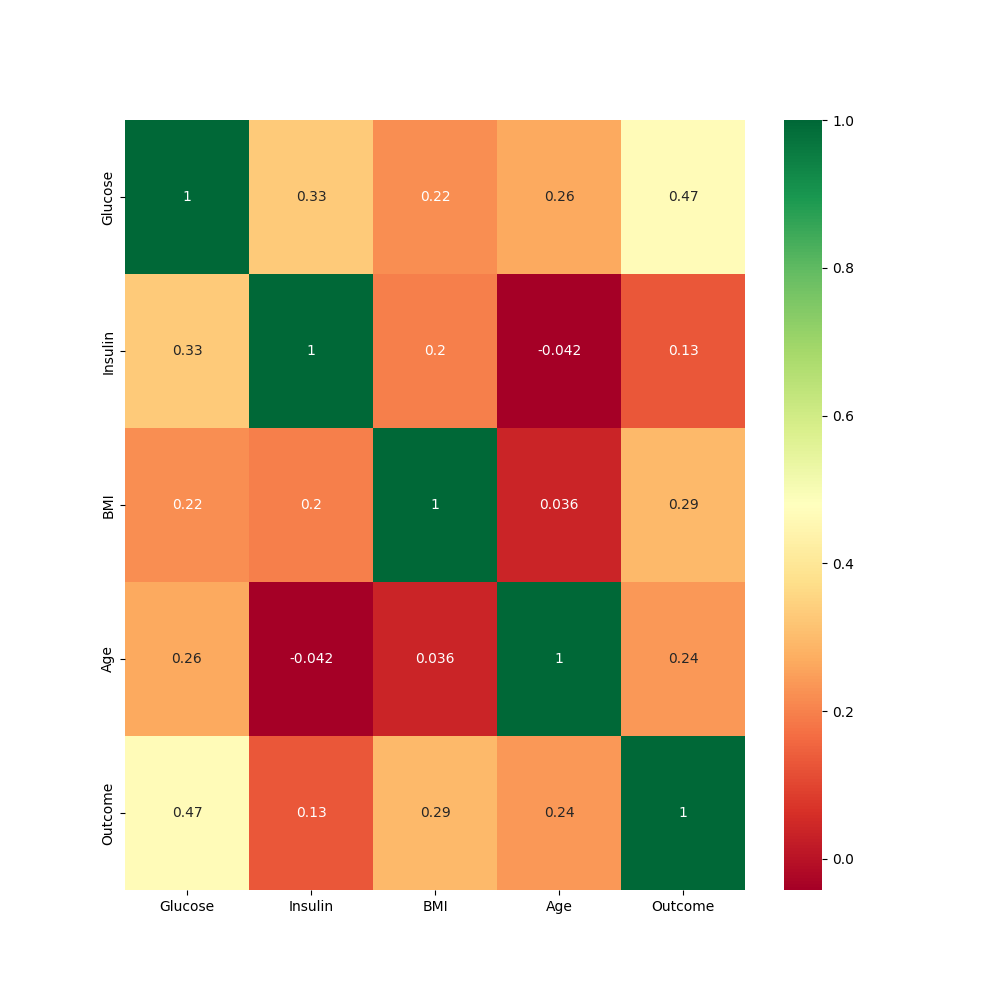 Glucose 1 0.33 0.22 0.26 0.47
Insulin 0.33 1 0.2 -0.042 0.13
BMI 0.22 0.2 1 0.036 0.29
Age 0.26 -0.042 0.036 1 0.24
Outcome 0.47 0.13 0.29 0.24 1
Glucose Insulin BMI Age Outcome
1.0
0.8
0.6
0.4
0.2
0.0